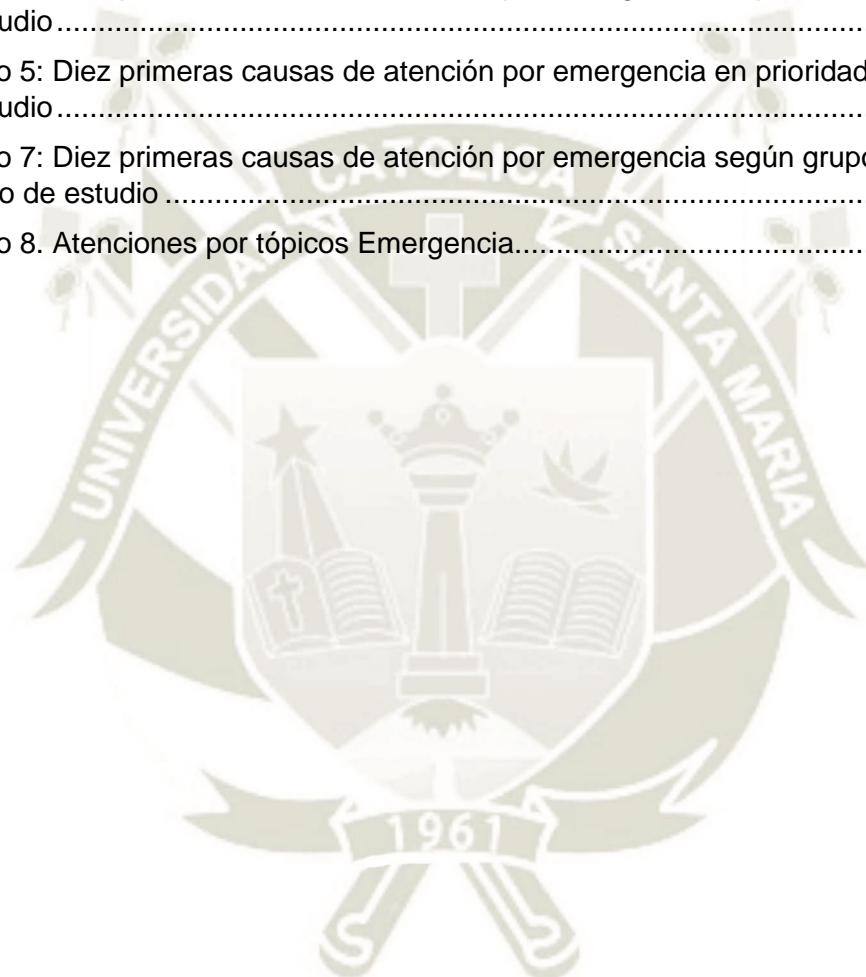 udio.......................................................................................................
o 5: Diez primeras causas de atención por emergencia en prioridad
udio.......................................................................................................
o 7: Diez primeras causas de atención por emergencia según grupo
o de estudio.........................................................................................
o 8. Atenciones por tópicos Emergencia............................................
UNIVERSIDAD CATOLICA SANTA MARIA
1961